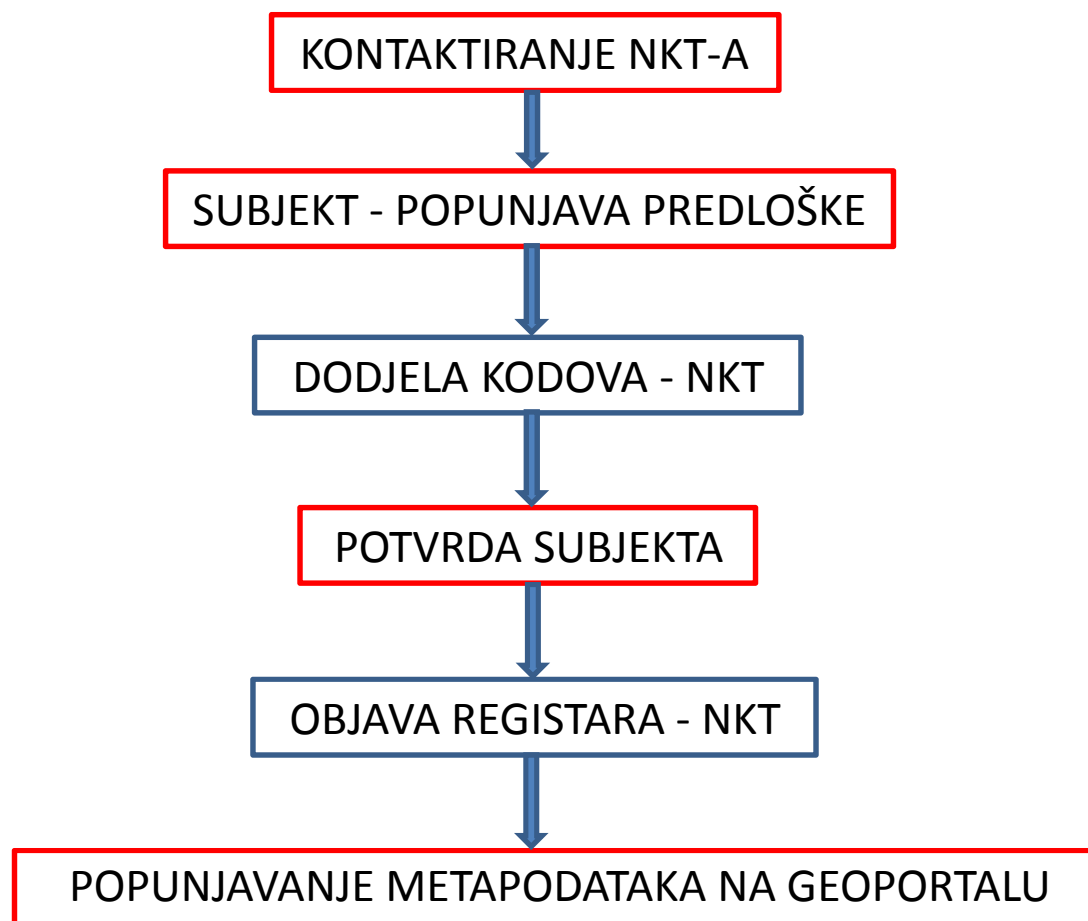 KONTAKTIRANJE NKT-A
SUBJEKT - POPUNJAVA PREDLOŠKE
DODJELA KODOVA - NKT
POTVRDA SUBJEKTA
OBJAVA REGISTARA - NKT
POPUNJAVANJE METAPODATAKA NA GEOPORTALU